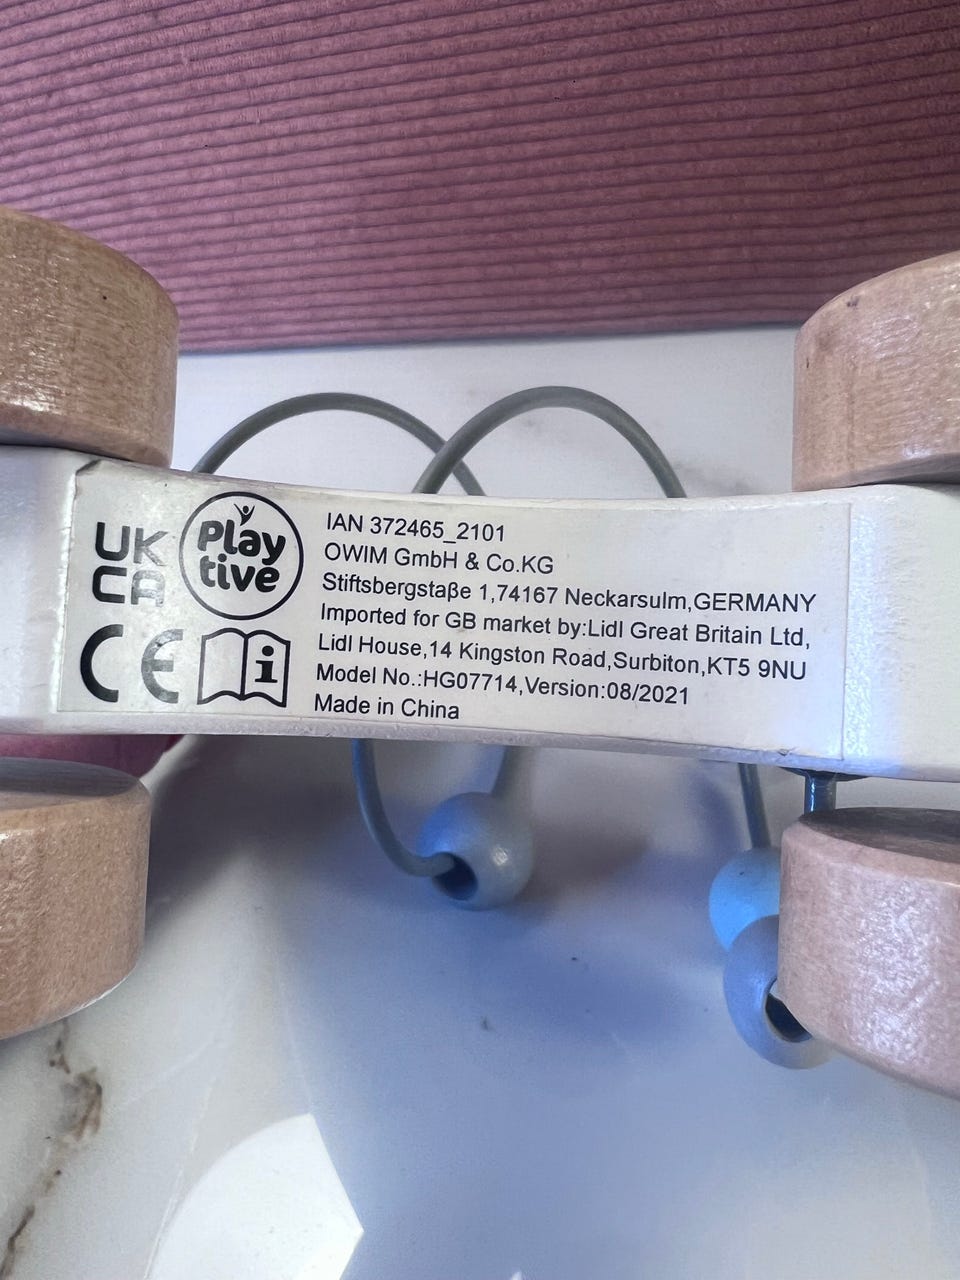 UK
CA
Play
tive
CE
i
IAN 372465_2101
OWIM GmbH & Co.KG
Stiftsbergstaβe 1,74167 Neckarsulm,GERMANY
Imported for GB market by:Lidl Great Britain Ltd,
Lidl House,14 Kingston Road,Surbiton,KT5 9NU
Model No.:HG07714,Version:08/2021
Made in China